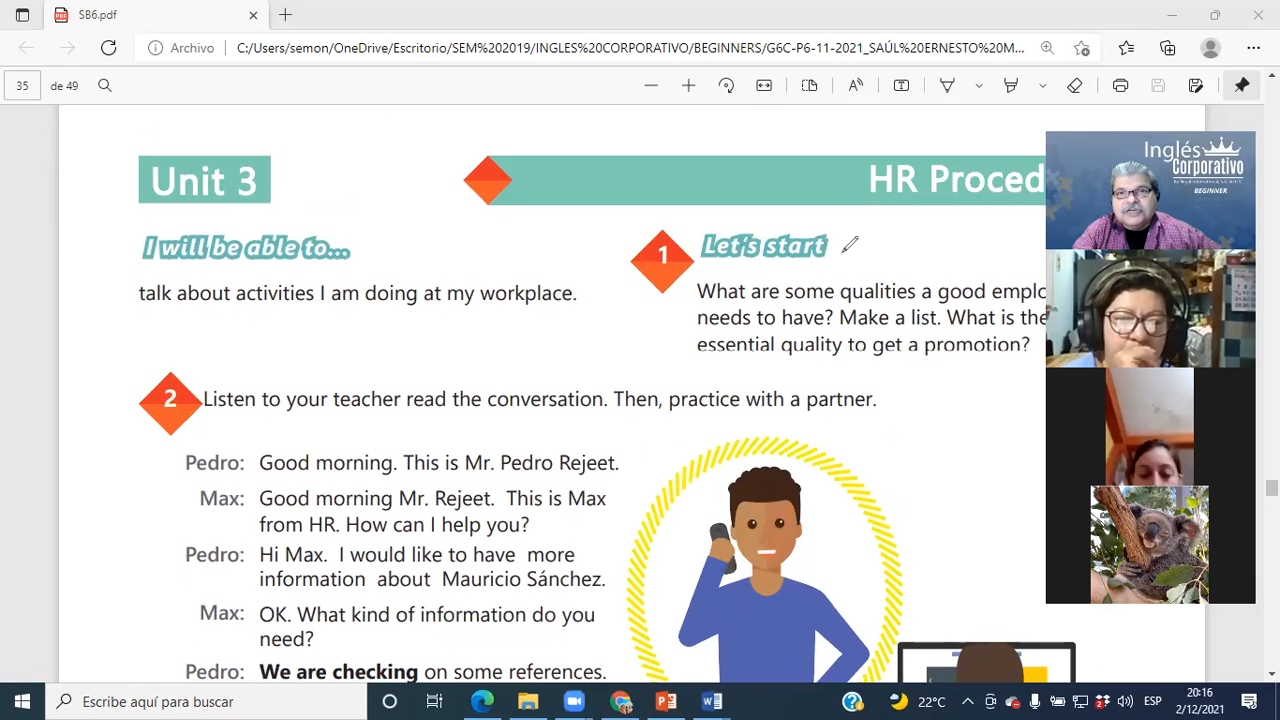 SB6.pdf
Archivo
C:/Users/semon/OneDrive/Escritorio/SEM%202019/INGLES%20CORPORATIVO/BEGINNERS/G6C-P6-11-2021_SAÚL%20ERNESTO%20M...
35 de 49
Unit 3
HR Proced
I will be able to...
talk about activities I am doing at my workplace.
1
Let's start
What are some qualities a good emplo
needs to have? Make a list. What is the
essential quality to get a promotion?
2
Listen to your teacher read the conversation. Then, practice with a partner.
Pedro: Good morning. This is Mr. Pedro Rejeet.
Max: Good morning Mr. Rejeet. This is Max
from HR. How can I help you?
Pedro: Hi Max. I would like to have more
information about Mauricio Sánchez.
Max: OK. What kind of information do you
need?
Pedro: We are checking on some references.
Inglés
Corporativo
BEGINNER
Escribe aquí para buscar
22°C
ESP
20:16
2/12/2021